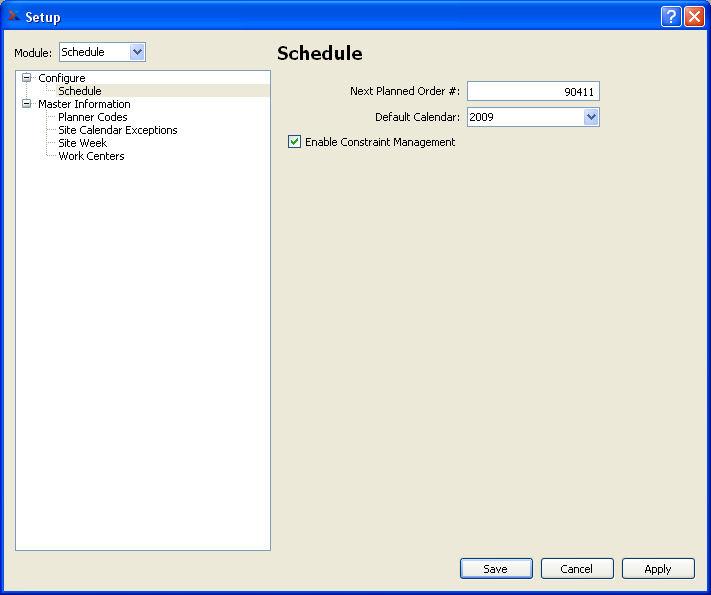 Setup
Module: Schedule
Configure
Schedule
Master Information
Planner Codes
Site Calendar Exceptions
Site Week
Work Centers
Schedule
Next Planned Order #: 90411
Default Calendar: 2009
Enable Constraint Management
Save Cancel Apply